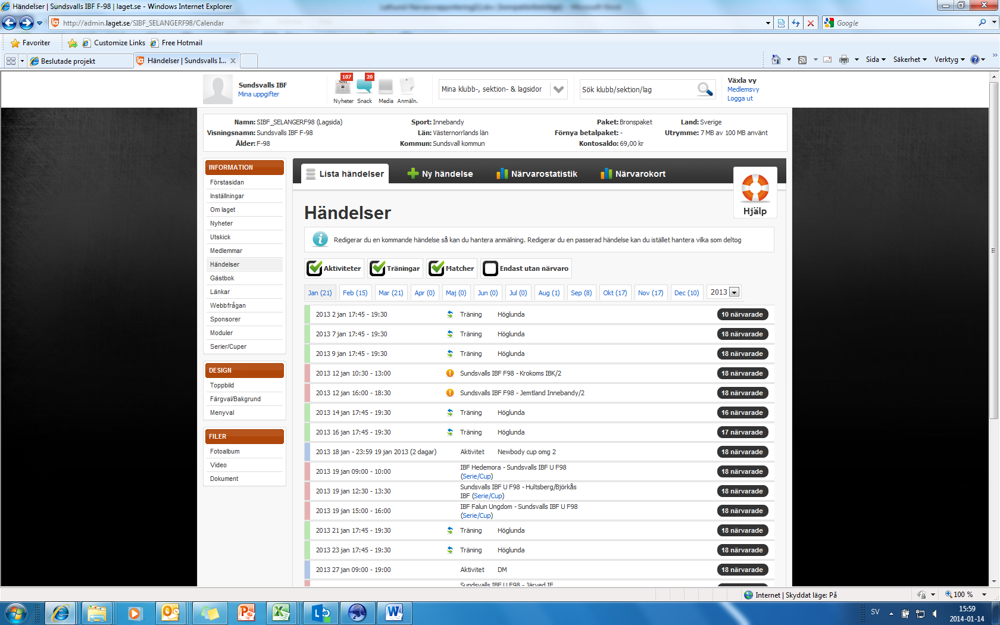 Händelser | Sundsvalls IBF F-98 | laget.se - Windows Internet Explorer
http://admin.laget.se/SIBF_SELANGERF98/Calendar
Google
Favoriter
Customize Links
Free Hotmail
Beslutade projekt
Händelser | Sundsvalls I...
Sida
Säkerhet
Verktyg
Sundsvalls IBF
Mina uppgifter
107
20
News
Nyheter
Snack
Media
Anmäln.
Mina klubb-, sektion- & lagsidor
Sök klubb/sektion/lag
Växla vy
Medlemsvy
Logga ut
Namn: SIBF_SELANGERF98 (Lagsida)
Sport: Innebandy
Paket: Bronspaket
Land: Sverige
Visningsnamn: Sundsvalls IBF F-98
Län: Västernorrlands län
Förnya betalpaket: -
Utrymme: 7 MB av 100 MB använt
Ålder: F-98
Kommun: Sundsvall kommun
Kontosaldo: 69,00 kr
INFORMATION
Förstasidan
Inställningar
Om laget
Nyheter
Utskick
Medlemmar
Händelser
Gästbok
Länkar
Webbfrågan
Sponsorer
Moduler
Serier/Cuper
DESIGN
Toppbild
Färgval/Bakgrund
Menyval
FILER
Fotoalbum
Video
Dokument
Lista händelser
Ny händelse
Närvarostatistik
Närvarokort
Hjälp
Händelser
Redigerar du en kommande händelse så kan du hantera anmälning. Redigerar du en passerad händelse kan du istället hantera vilka som deltog
Aktiviteter
Träningar
Matcher
Endast utan närvaro
Jan (21)
Feb (15)
Mar (21)
Apr (0)
Maj (0)
Jun (0)
Jul (0)
Aug (1)
Sep (8)
Okt (17)
Nov (17)
Dec (10)
2013
2013 2 jan 17:45 - 19:30 Träning Höglunda 10 närvarade
2013 7 jan 17:45 - 19:30 Träning Höglunda 18 närvarade
2013 9 jan 17:45 - 19:30 Träning Höglunda 18 närvarade
2013 12 jan 10:30 - 13:00 Sundsvalls IBF F98 - Krokoms IBK/2 18 närvarade
2013 12 jan 16:00 - 18:30 Sundsvalls IBF F98 - Jemtland Innebandy/2 18 närvarade
2013 14 jan 17:45 - 19:30 Träning Höglunda 16 närvarade
2013 16 jan 17:45 - 19:30 Träning Höglunda 17 närvarade
2013 18 jan - 23:59 19 jan 2013 (2 dagar) Aktivitet Newbody cup omg 2 18 närvarade
2013 19 jan 09:00 - 10:00 IBF Hedemora - Sundsvalls IBF U F98
(Serie/Cup) 18 närvarade
2013 19 jan 12:30 - 13:30 Sundsvalls IBF U F98 - Hultsberg/Björkås
IBF (Serie/Cup) 18 närvarade
2013 19 jan 15:00 - 16:00 IBF Falun Ungdom - Sundsvalls IBF U F98
(Serie/Cup) 18 närvarade
2013 21 jan 17:45 - 19:30 Träning Höglunda 18 närvarade
2013 23 jan 17:45 - 19:30 Träning Höglunda 18 närvarade
2013 27 jan 09:00 - 19:00 Aktivitet DM 18 närvarade
Sundsvalls IBF U F98 - Järved IF
Internet | Skyddat läge: På
100 %
SV
15:59
2014-01-14